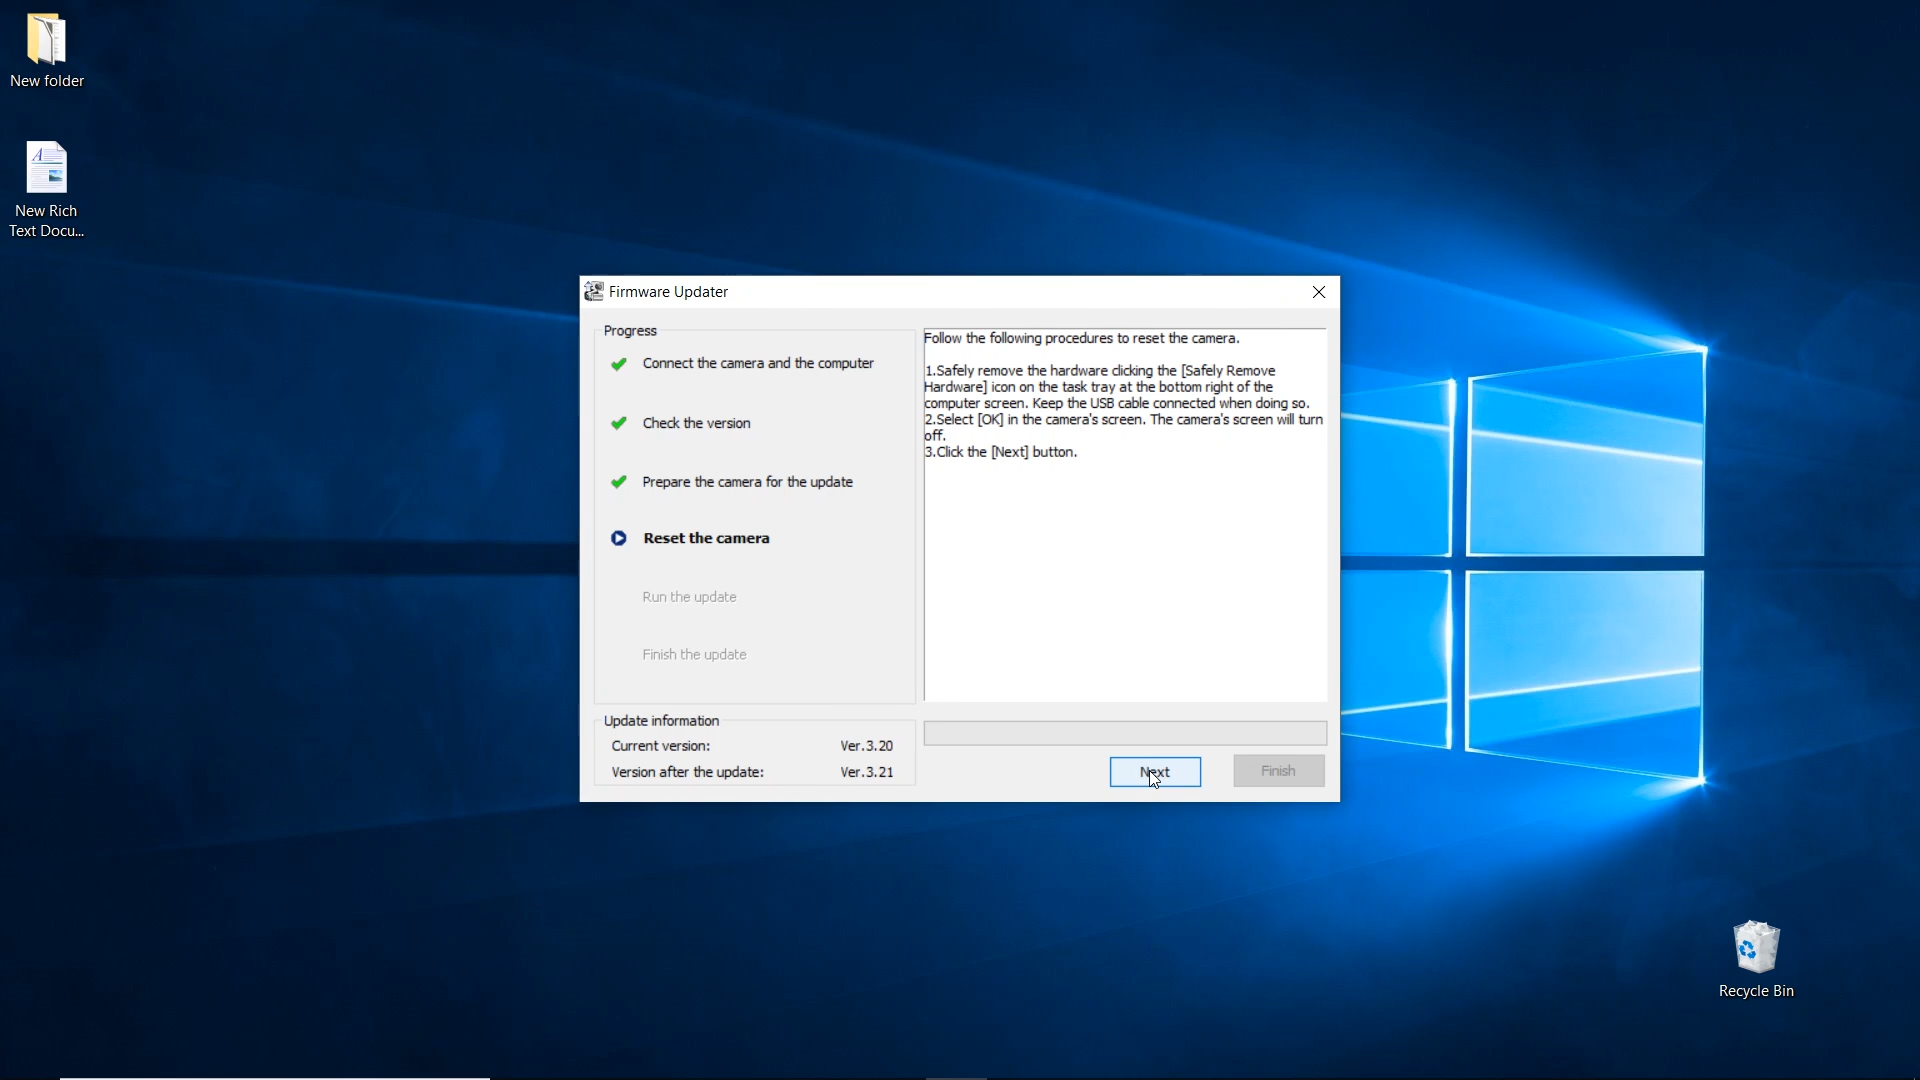 New folder
New Rich
Text Docu...
Firmware Updater
Progress
Connect the camera and the computer
Check the version
Prepare the camera for the update
Reset the camera
Run the update
Finish the update
Follow the following procedures to reset the camera.
1.Safely remove the hardware clicking the [Safely Remove
Hardware] icon on the task tray at the bottom right of the
computer screen. Keep the USB cable connected when doing so.
2.Select [OK] in the camera's screen. The camera's screen will turn
off.
3.Click the [Next] button.
Update information
Current version: Ver.3.20
Version after the update: Ver.3.21
Next
Finish
Recycle Bin